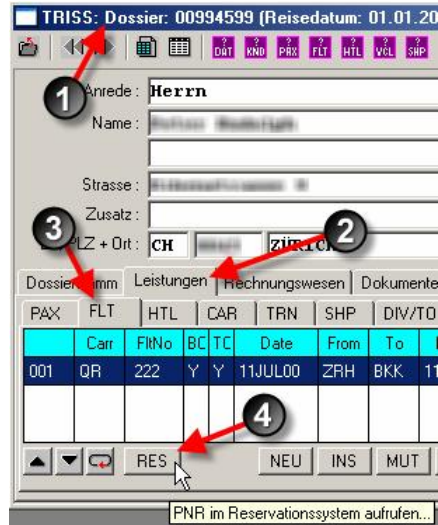 TRISS: Dossier: 00994599 (Reisedatum: 01.01.20
? DAT ? KND ? PAX ? FLT ? HTL ? VCL ? SHP
1
Anrede: Herrn
Name:
Strasse:
3
Zusatz:
2
PLZ + Ort: CH ZÜRICH
Dossierstamm Leistungen Rechnungswesen Dokumente
PAX FLT HTL CAR TRN SHP DIV/TO
Carr FltNo BC TC Date From To
001 QR 222 Y Y 11JUL00 ZRH BKK 11
4
RES NEU INS MUT
PNR im Reservationssystem aufrufen...